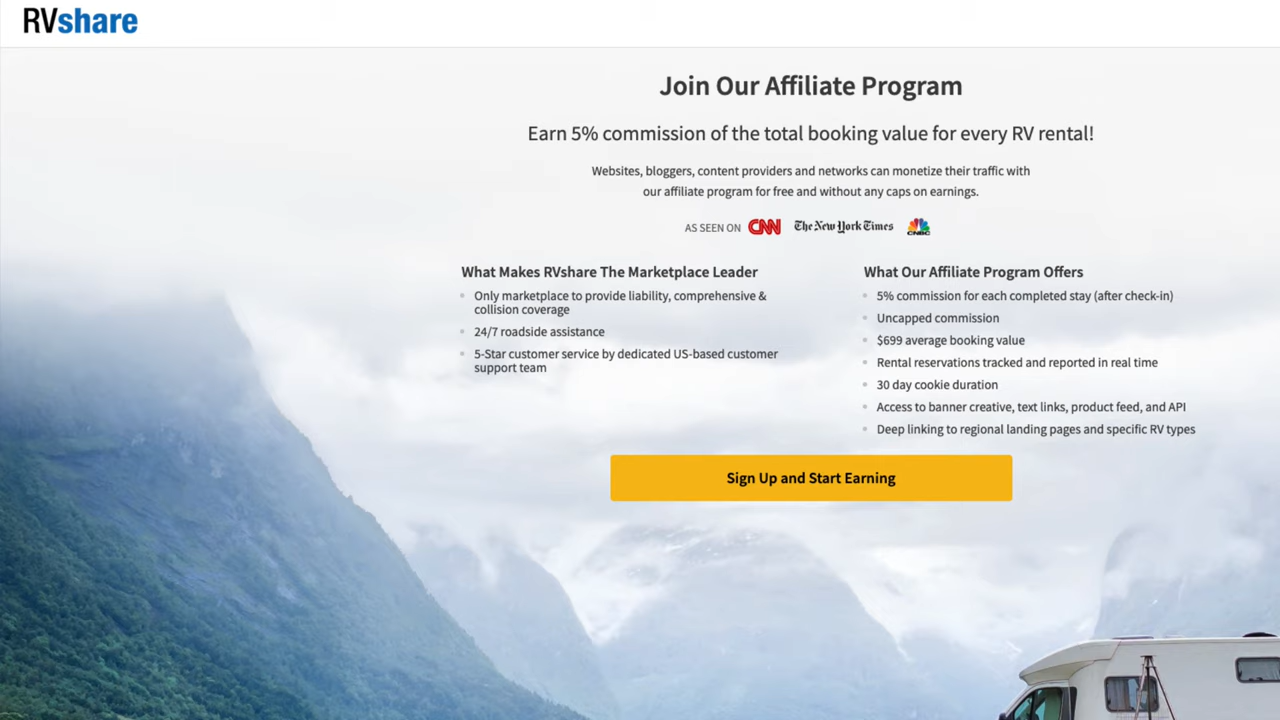 RVshare
Join Our Affiliate Program
Earn 5% commission of the total booking value for every RV rental!
Websites, bloggers, content providers and networks can monetize their traffic with
our affiliate program for free and without any caps on earnings.
AS SEEN ON CNN The New York Times CNBC
What Makes RVshare The Marketplace Leader
Only marketplace to provide liability, comprehensive &
collision coverage
24/7 roadside assistance
5-Star customer service by dedicated US-based customer
support team
What Our Affiliate Program Offers
5% commission for each completed stay (after check-in)
Uncapped commission
$699 average booking value
Rental reservations tracked and reported in real time
30 day cookie duration
Access to banner creative, text links, product feed, and API
Deep linking to regional landing pages and specific RV types
Sign Up and Start Earning